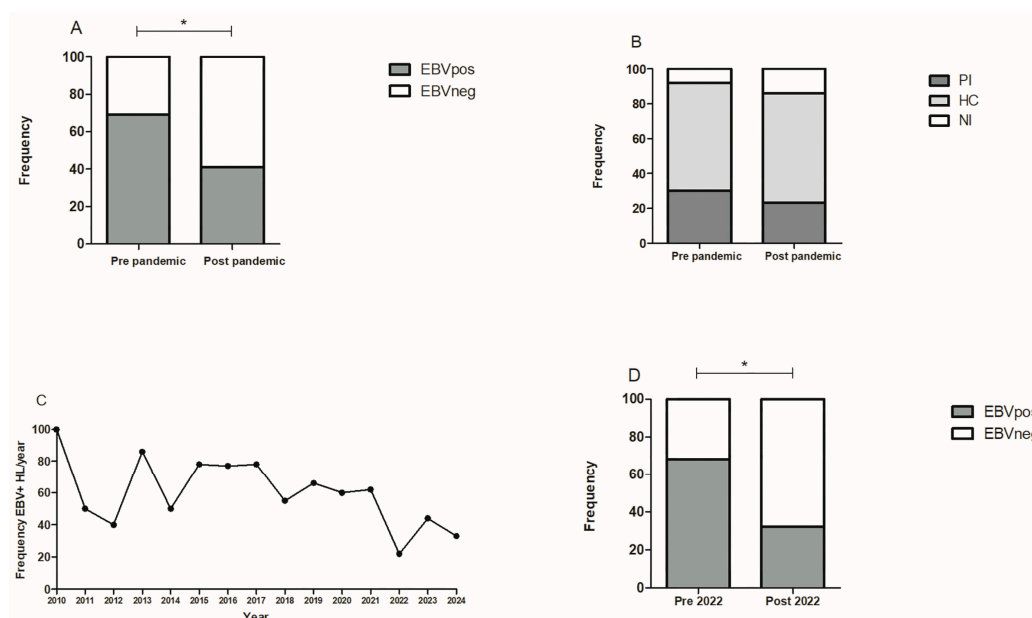 A
*
100
80
60
40
20
0
Frequency
Pre pandemic
Post pandemic
EBVpos
EBVneg
B
100
80
60
40
20
0
Frequency
Pre pandemic
Post pandemic
PI
HC
NI
C
100
80
60
40
20
0
Frequency EBV+ HL/year
2010 2011 2012 2013 2014 2015 2016 2017 2018 2019 2020 2021 2022 2023 2024
Year
D
*
100
80
60
40
20
0
Frequency
Pre 2022
Post 2022
EBVpos
EBVneg